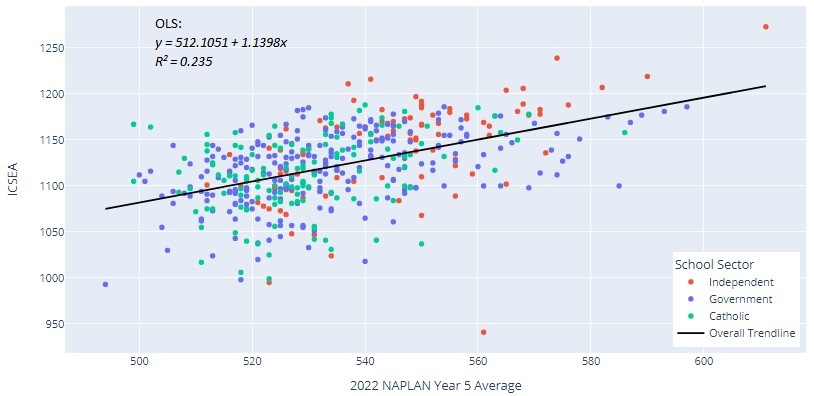 OLS:
y = 512.1051 + 1.1398x
R² = 0.235
1250
1200
1150
1100
1050
1000
950
ICSEA
500
520
540
560
580
600
2022 NAPLAN Year 5 Average
School Sector
Independent
Government
Catholic
Overall Trendline